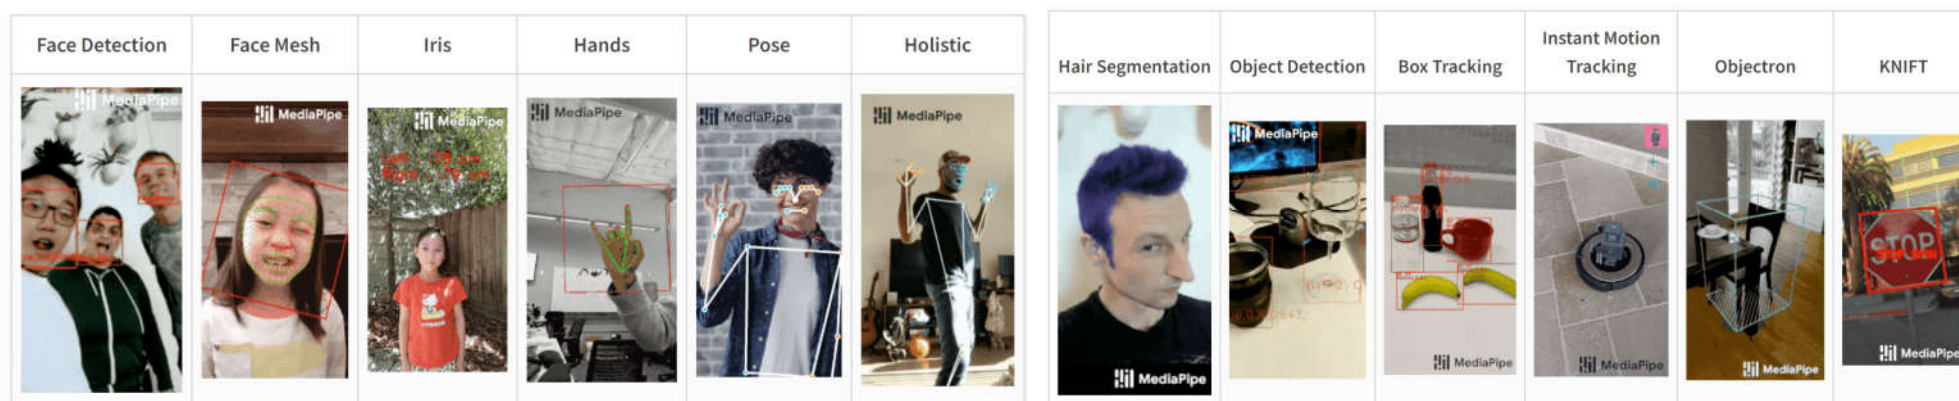 Face Detection
Face Mesh
Iris
Hands
Pose
Holistic
Hair Segmentation
Object Detection
Box Tracking
Instant Motion
Tracking
Objectron
KNIFT
MediaPipe
MediaPipe
MediaPipe
MediaPipe
MediaPipe
MediaPipe
MediaPipe
MediaPipe
MediaPipe
MediaPipe
MediaPipe
MediaPipe
STOP